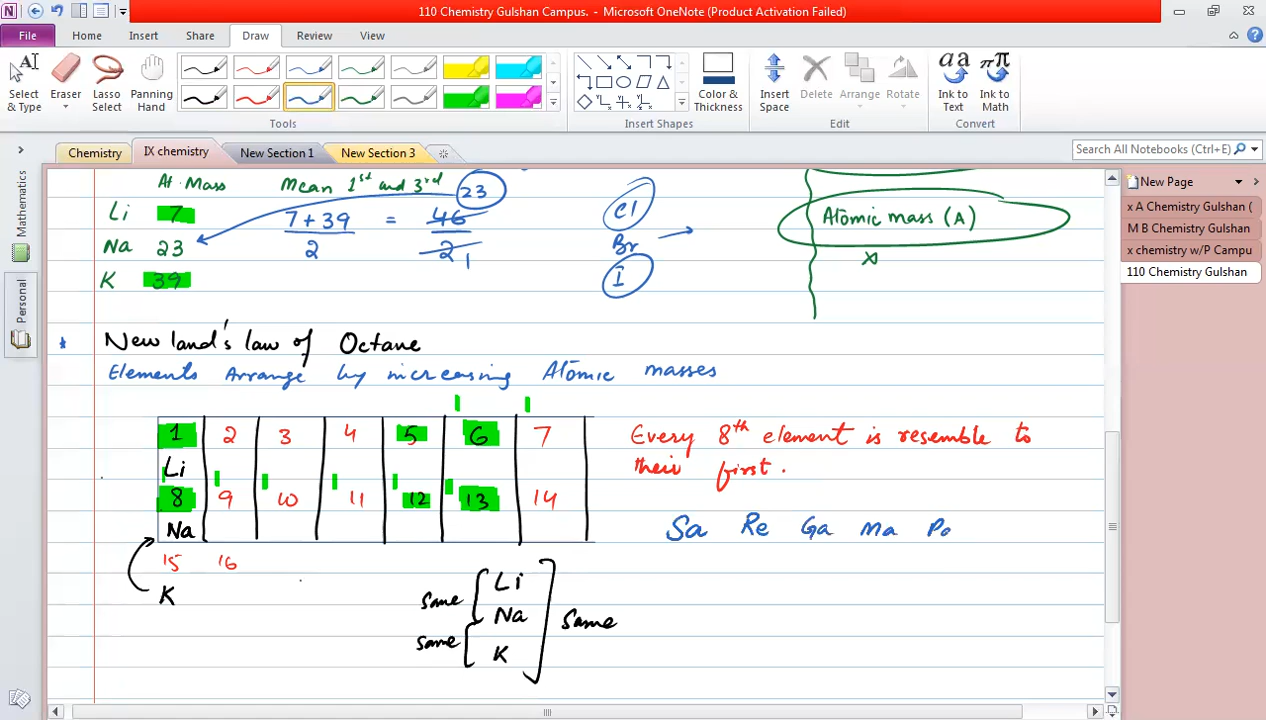 110 Chemistry Gulshan Campus. - Microsoft OneNote (Product Activation Failed)
File Home Insert Share Draw Review View
Select & Type
Eraser
Lasso Select
Panning Hand
Color & Thickness
Insert Space
Delete
Arrange
Rotate
Ink to Text
Ink to Math
Tools
Insert Shapes
Edit
Convert
Chemistry IX chemistry New Section 1 New Section 3
Search All Notebooks (Ctrl+E)
New Page
x A Chemistry Gulshan (
M B Chemistry Gulshan
x chemistry w/P Campu
110 Chemistry Gulshan
Mathematics
Personal
At. Mass Mean 1st and 3rd 23
Li 7 7 + 39 = 46 Cl
2 2 1
Na 23 Br
K 39 I
Atomic mass (A)
x
* Newland's law of Octane
Elements Arrange by increasing Atomic masses
1 2 3 4 5 6 7
Li
8 9 10 11 12 13 14
Na
15 16
K
Every 8th element is resemble to
their first.
Sa Re Ga Ma Pa
same Li
Na Same
same K